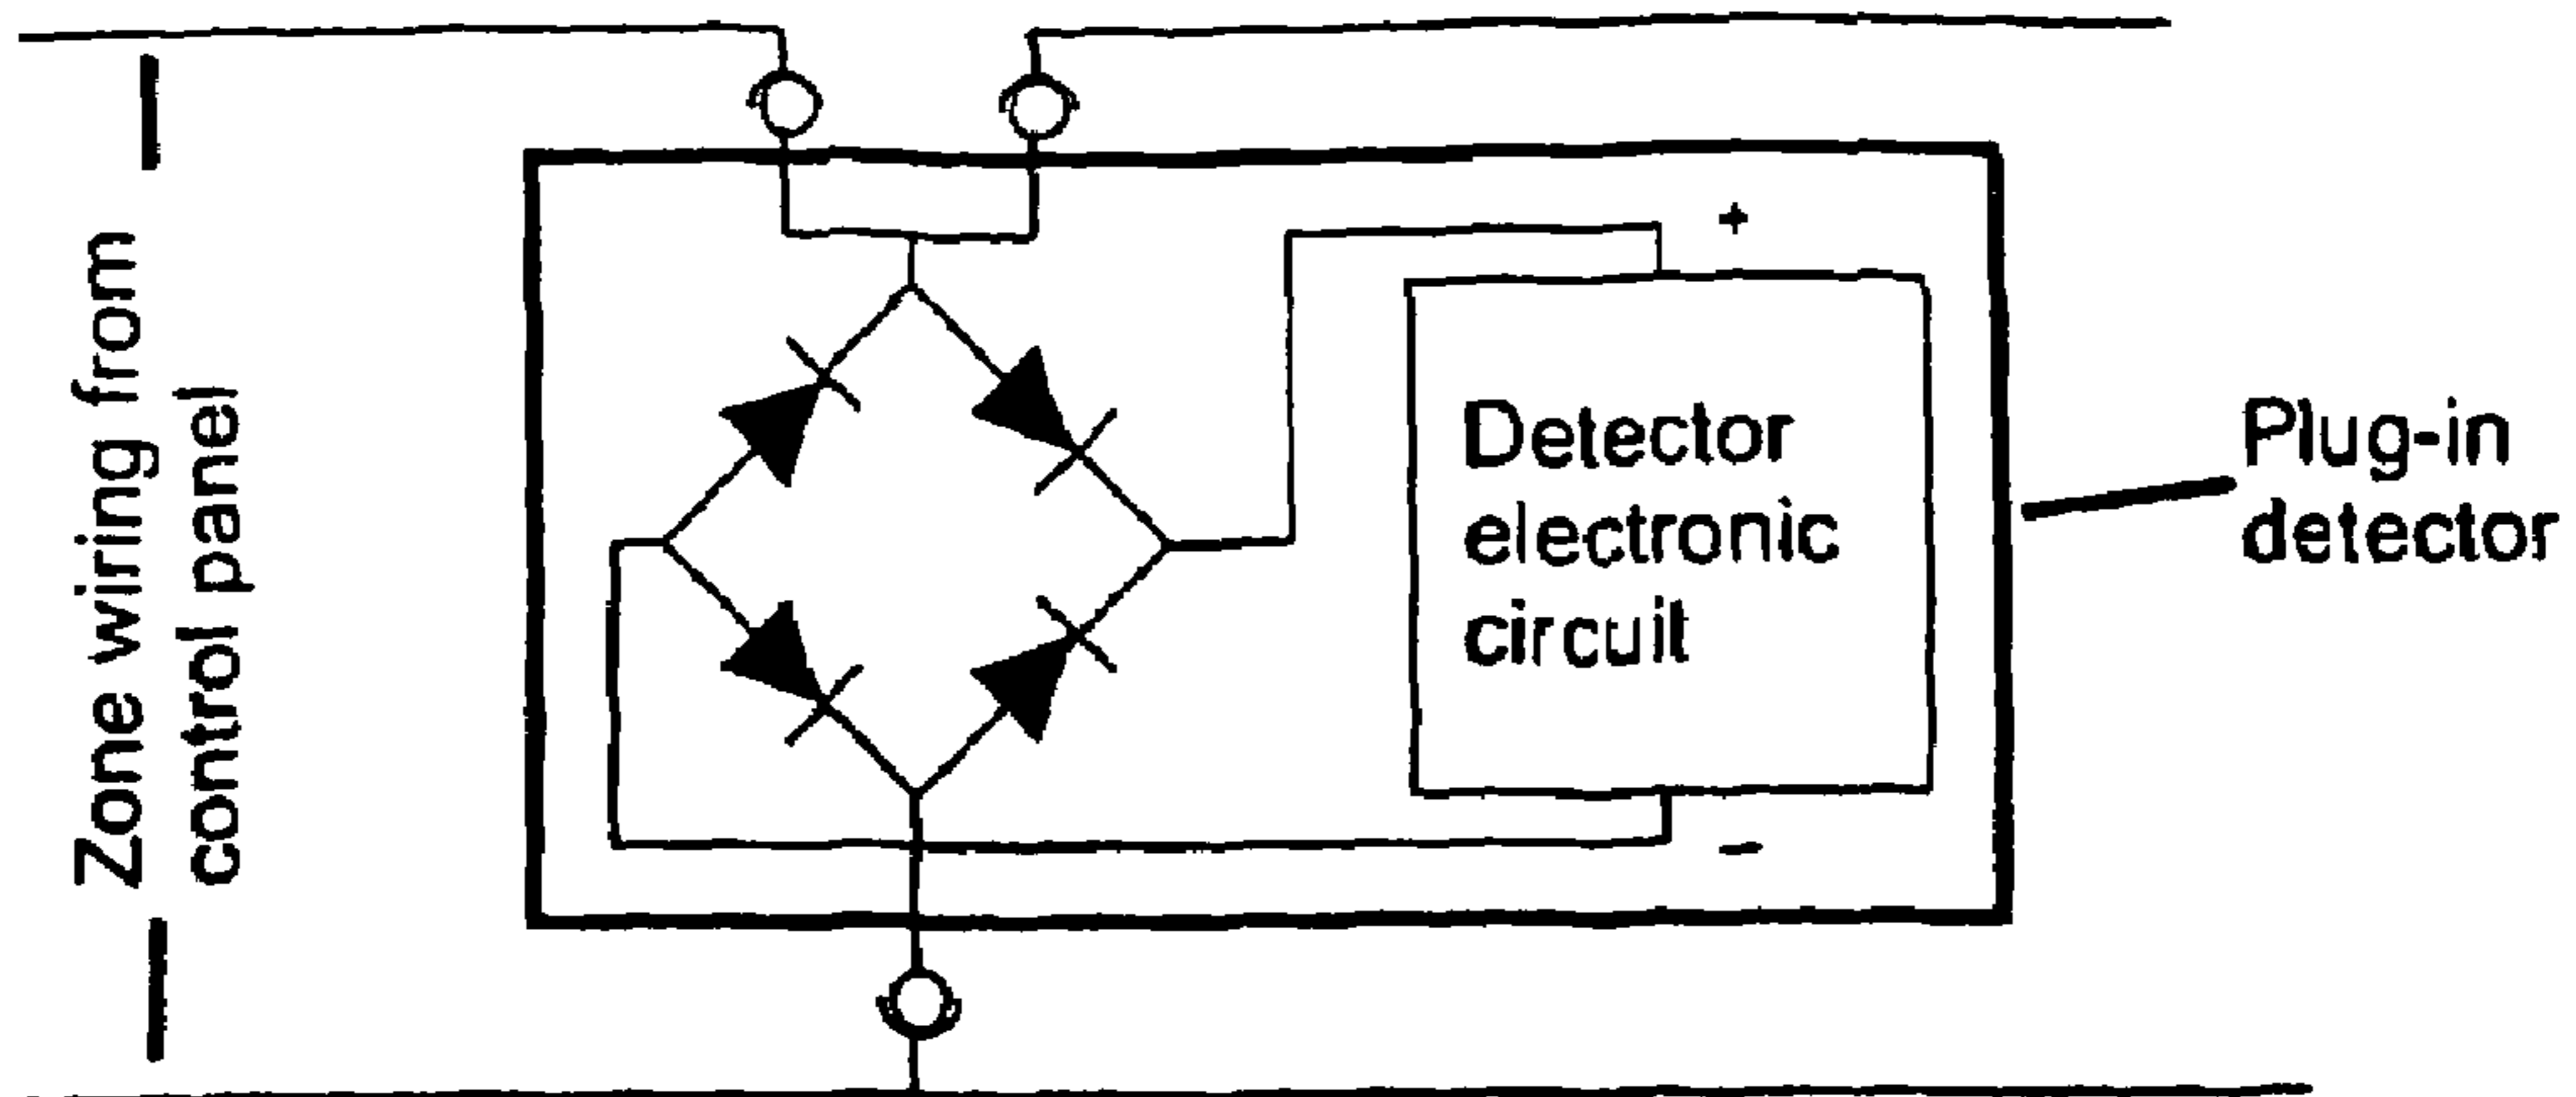 Zone wiring from
control panel
+
Detector
electronic
circuit
−
Plug-in
detector